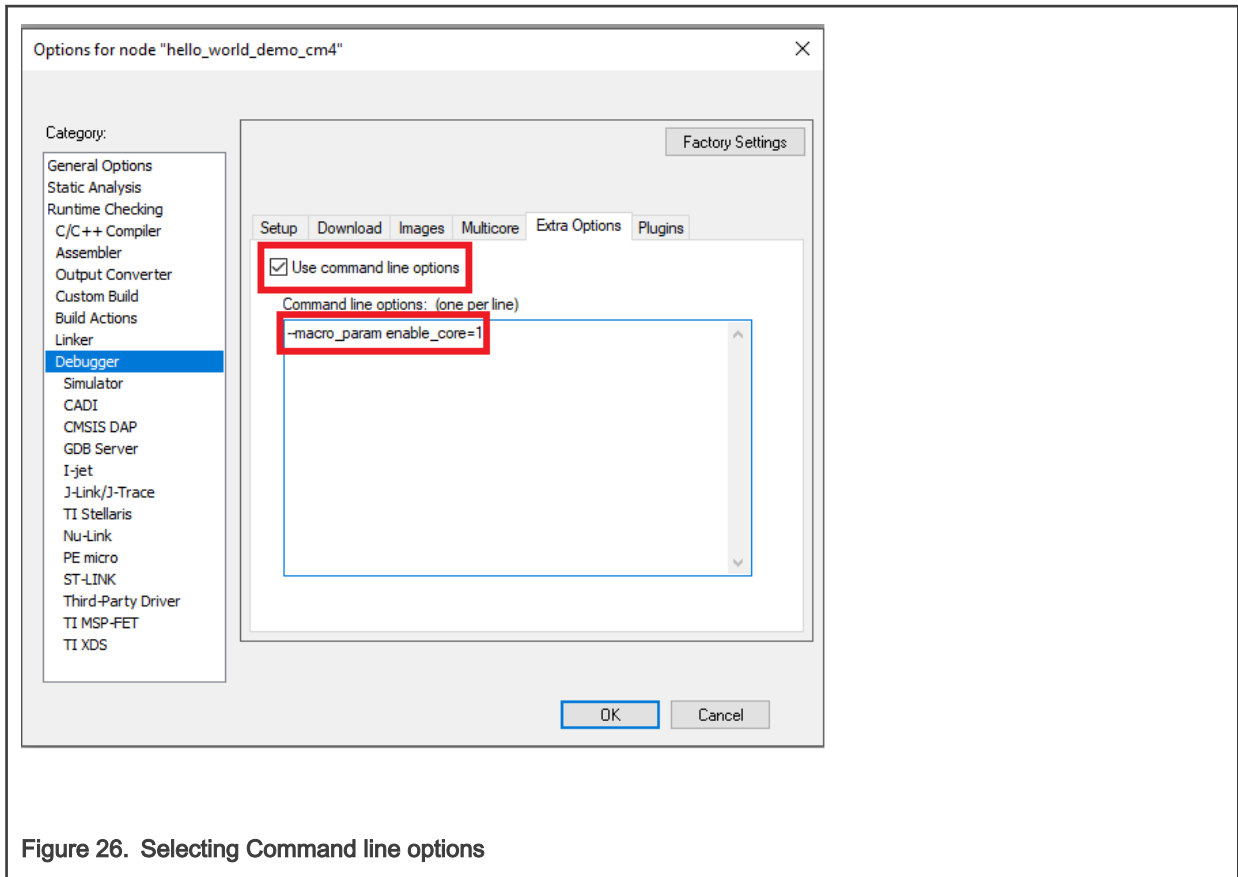 Options for node "hello_world_demo_cm4"
Category:
Factory Settings
General Options
Static Analysis
Runtime Checking
C/C++ Compiler
Assembler
Output Converter
Custom Build
Build Actions
Linker
Debugger
Simulator
CADI
CMSIS DAP
GDB Server
I-jet
J-Link/J-Trace
TI Stellaris
Nu-Link
PE micro
ST-LINK
Third-Party Driver
TI MSP-FET
TI XDS
Setup Download Images Multicore Extra Options Plugins
Use command line options
Command line options: (one per line)
--macro_param enable_core=1
OK Cancel
Figure 26. Selecting Command line options